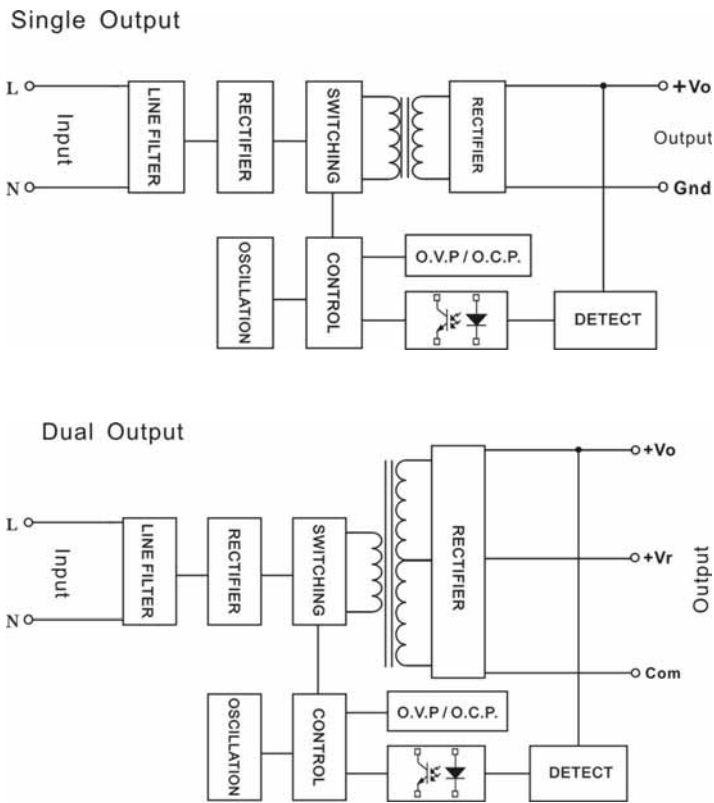 Single Output
L
N
Input
LINE FILTER
RECTIFIER
SWITCHING
RECTIFIER
+Vo
Output
Gnd
OSCILLATION
CONTROL
O.V.P / O.C.P.
DETECT
Dual Output
L
N
Input
LINE FILTER
RECTIFIER
SWITCHING
RECTIFIER
+Vo
+Vr
Output
Com
OSCILLATION
CONTROL
O.V.P / O.C.P.
DETECT